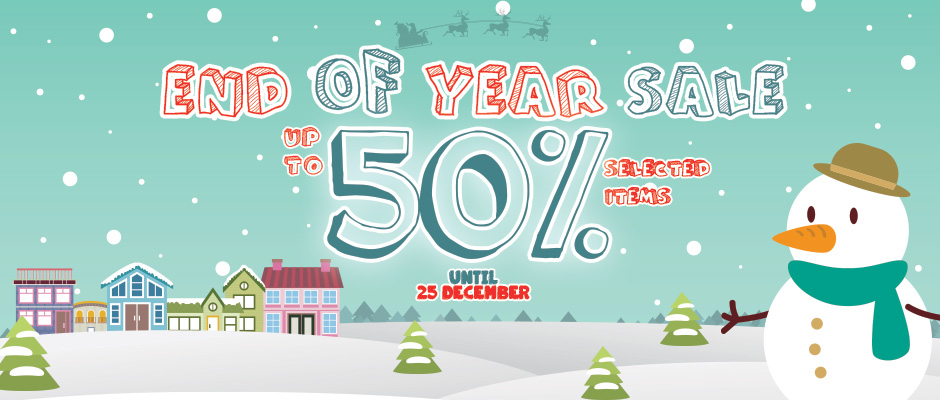 END OF YEAR SALE
UP
TO
50%
SELECTED
ITEMS
UNTIL
25 DECEMBER